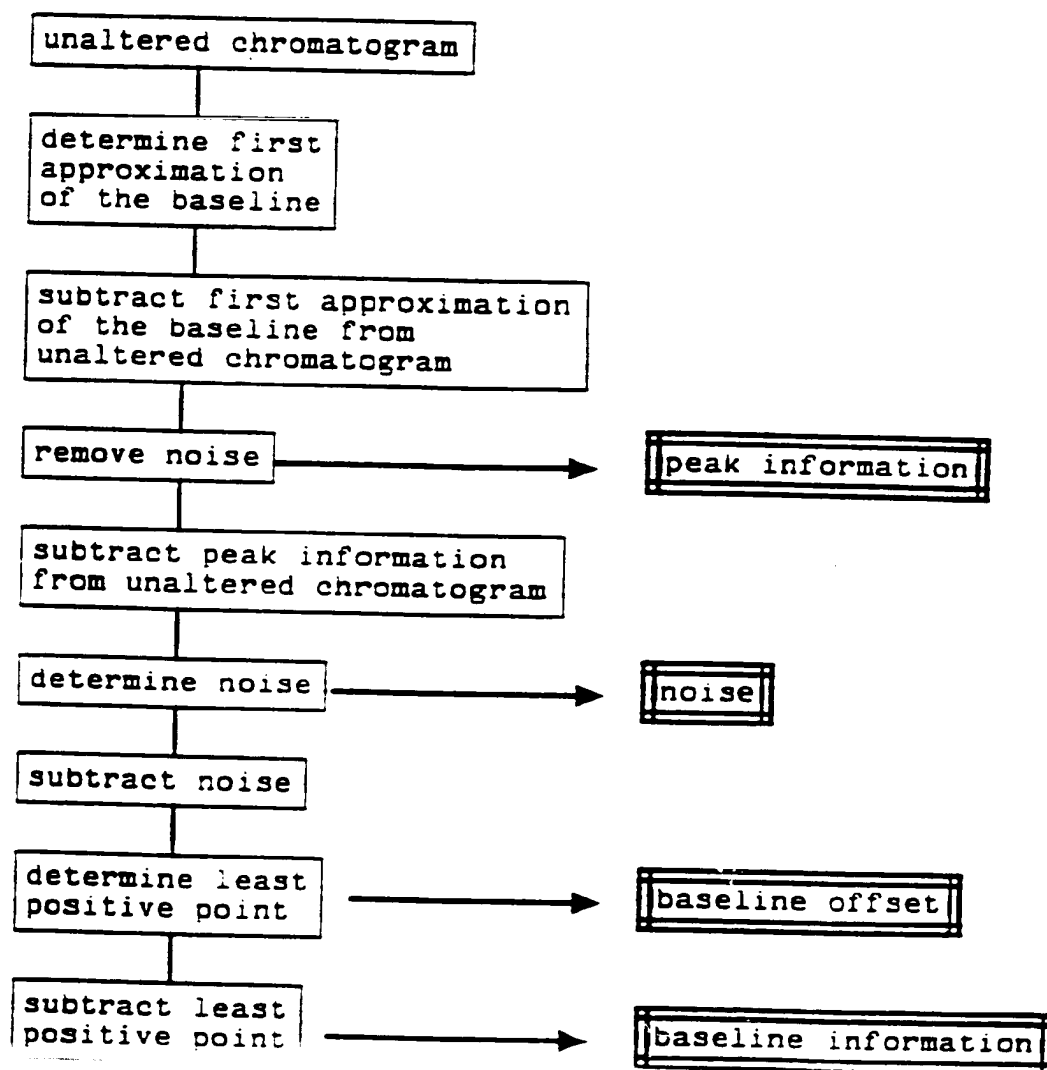 unaltered chromatogram
determine first
approximation
of the baseline
subtract first approximation
of the baseline from
unaltered chromatogram
remove noise
peak information
subtract peak information
from unaltered chromatogram
determine noise
noise
subtract noise
determine least
positive point
baseline offset
subtract least
positive point
baseline information